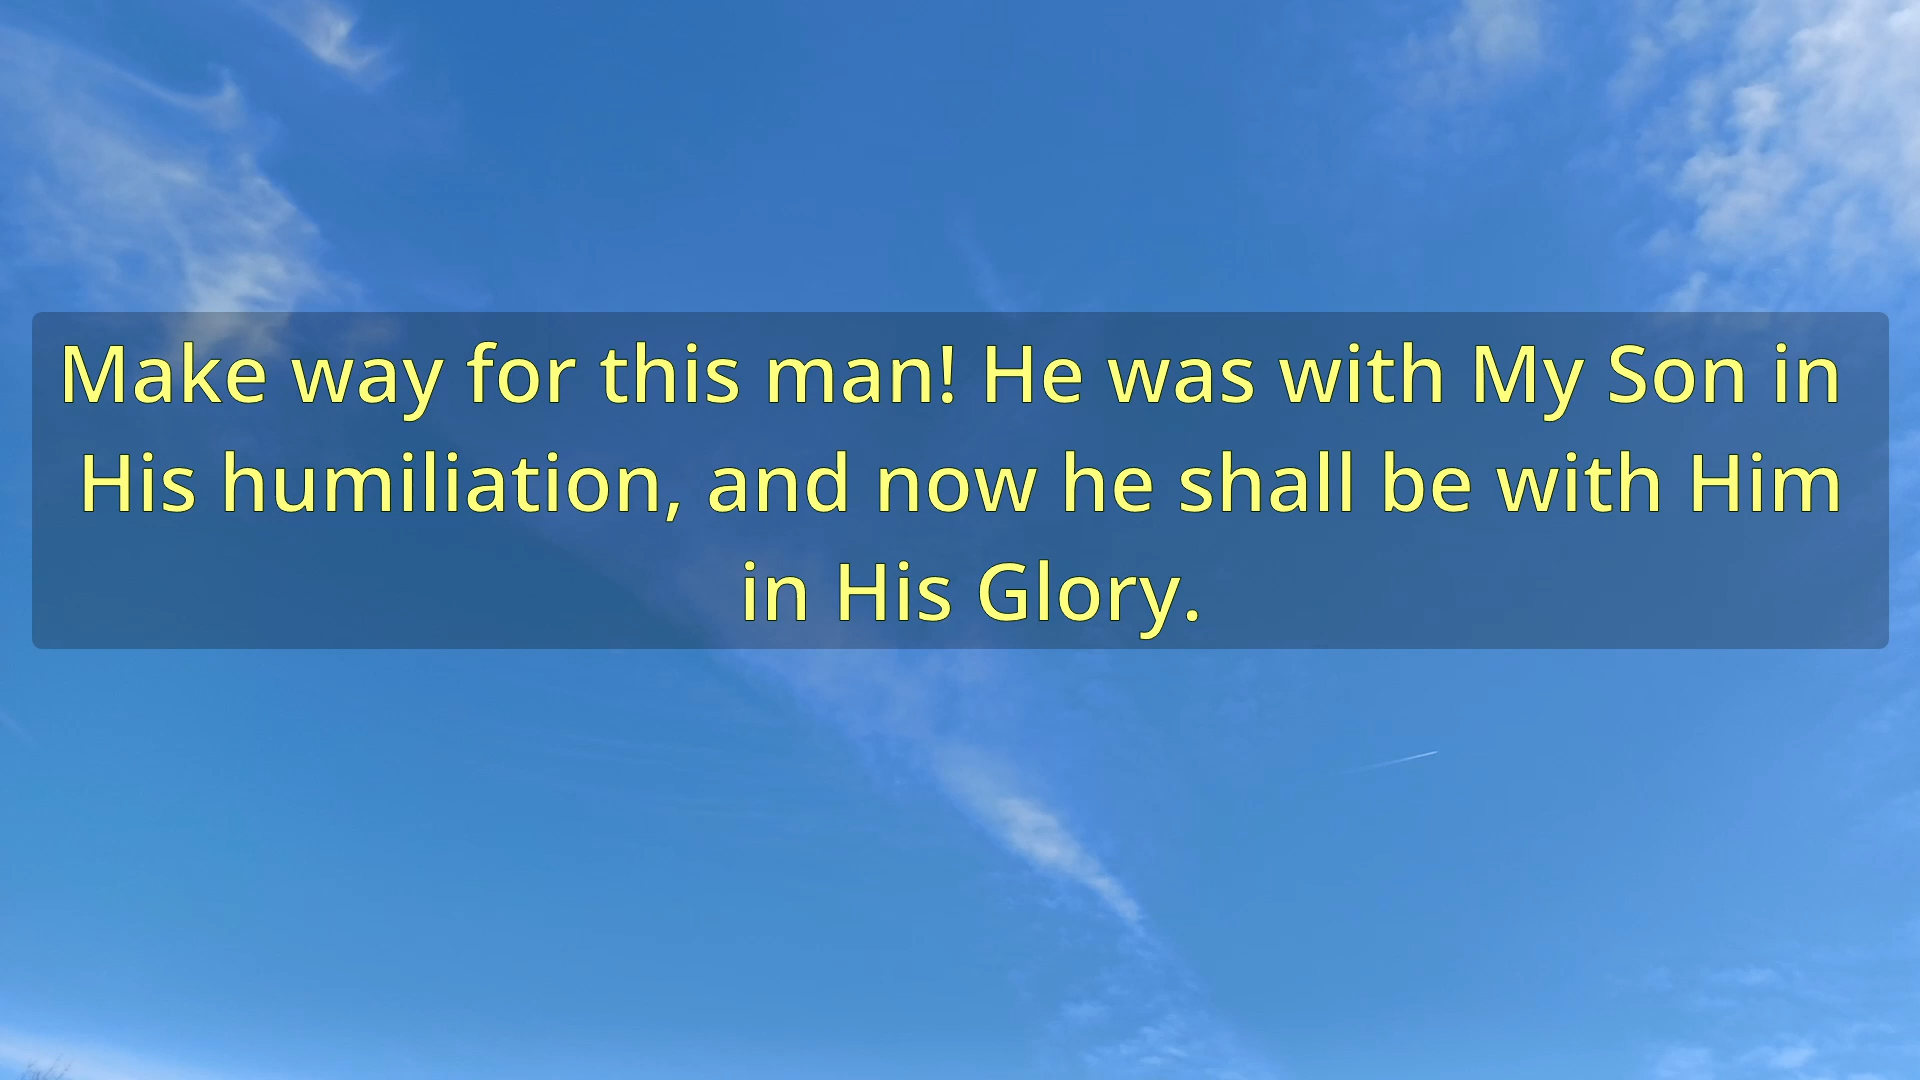 Make way for this man! He was with My Son in
His humiliation, and now he shall be with Him
in His Glory.